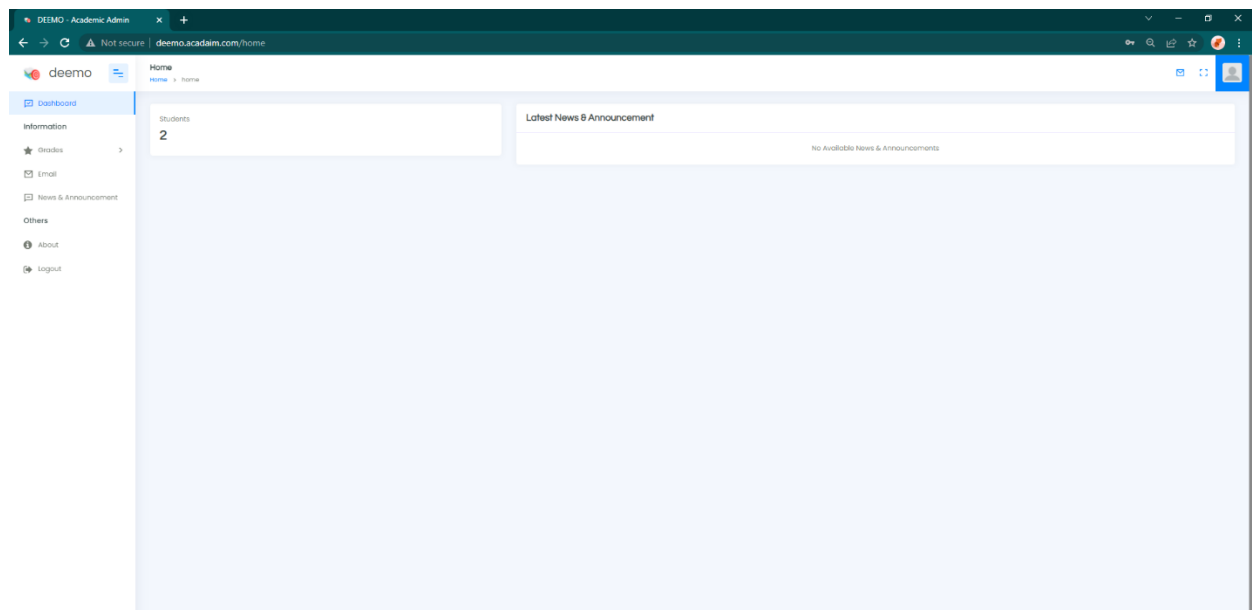 DEEMO - Academic Admin
Not secure | deemo.acadaim.com/home
deemo
Home
Home > home
Dashboard
Information
Grades
Email
News & Announcement
Others
About
Logout
Students
2
Latest News & Announcement
No Available News & Announcements